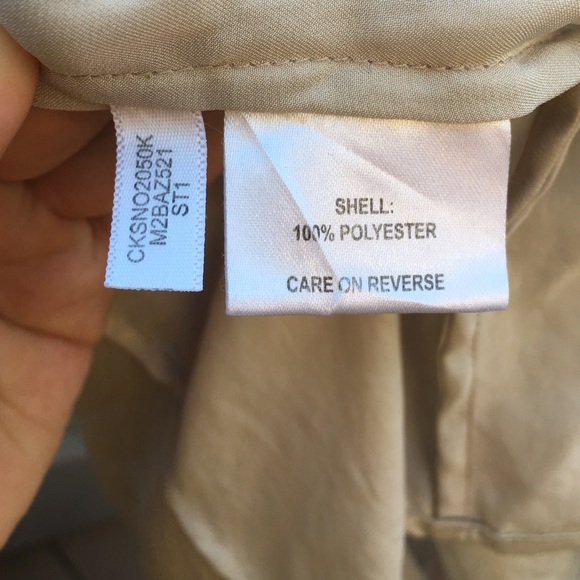 CKSNO2050K
M2BAZ521
ST1
SHELL:
100% POLYESTER
CARE ON REVERSE